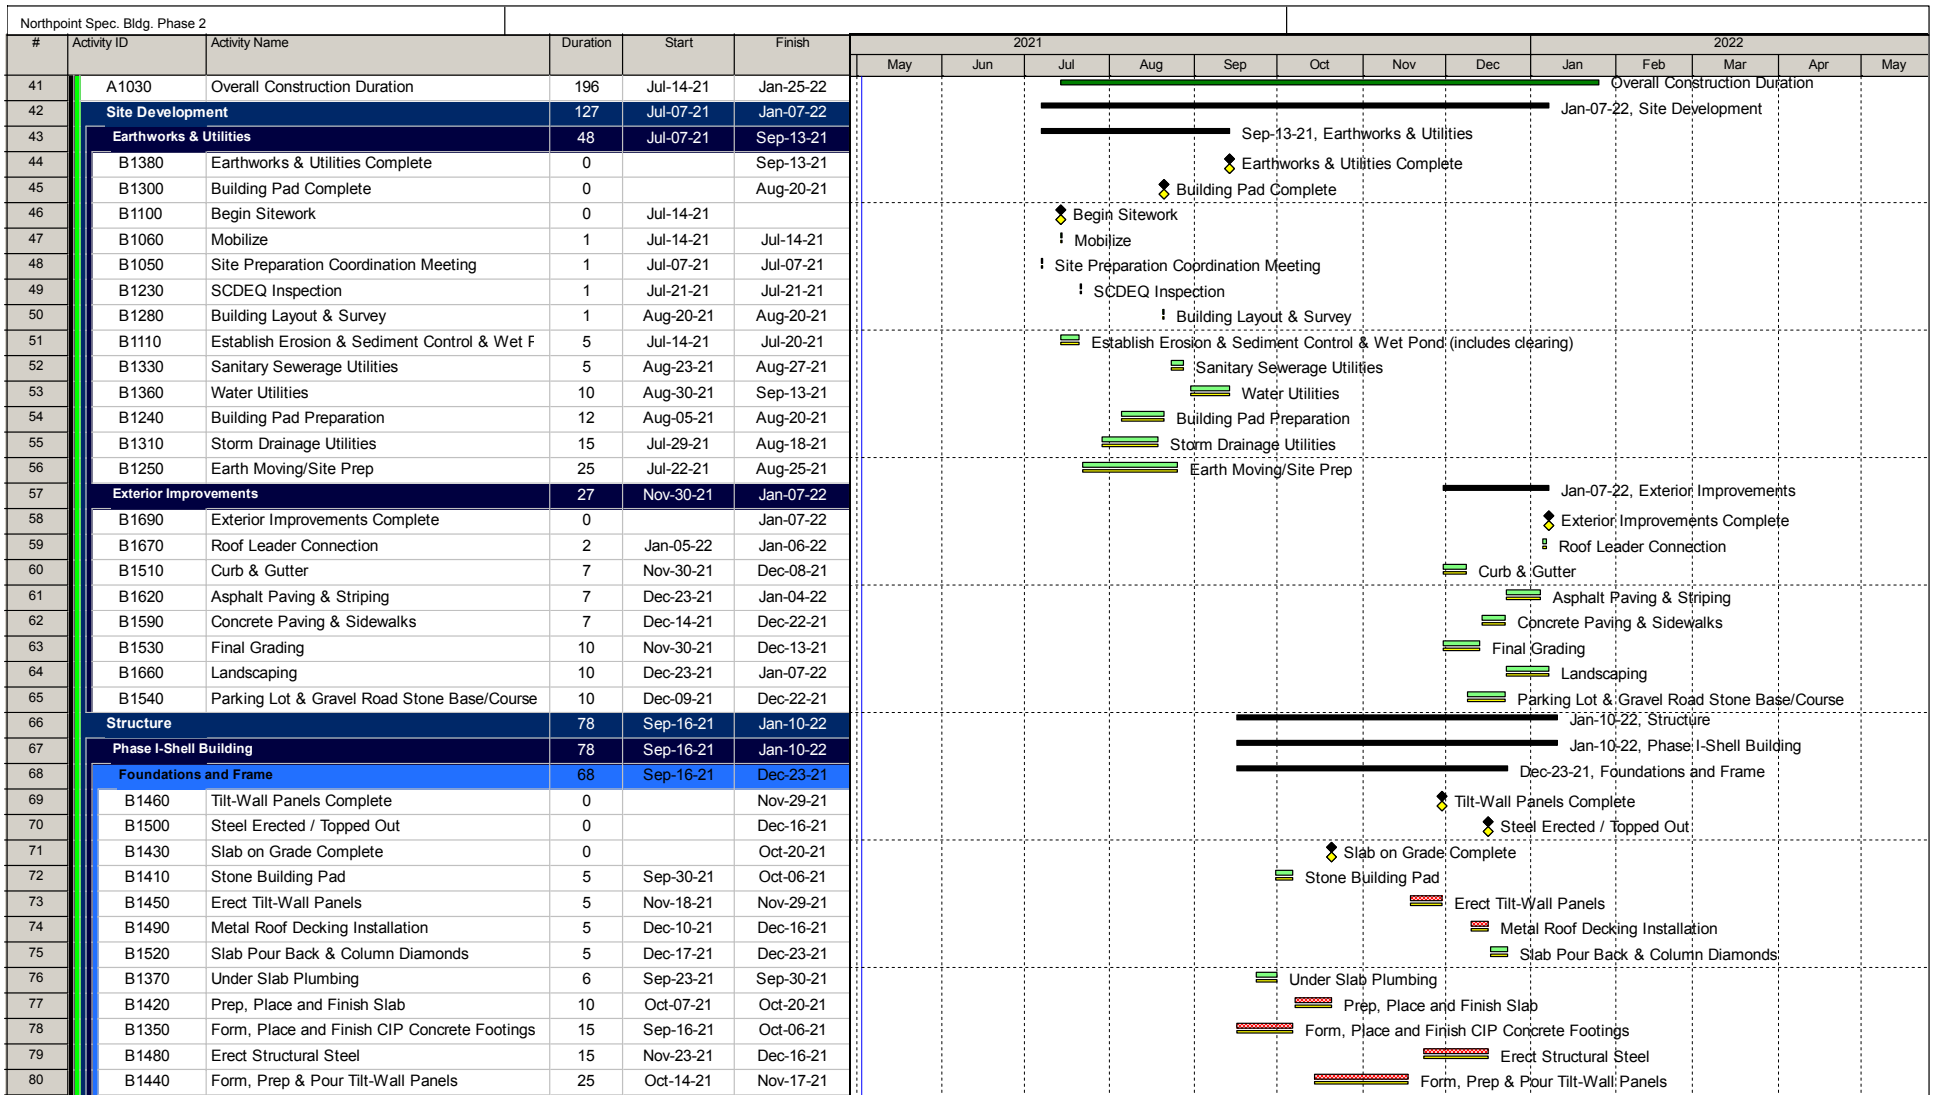 Northpoint Spec. Bldg. Phase 2
# Activity ID Activity Name Duration Start Finish 2021 2022
May Jun Jul Aug Sep Oct Nov Dec Jan Feb Mar Apr May
41 A1030 Overall Construction Duration 196 Jul-14-21 Jan-25-22 Overall Construction Duration
42 Site Development 127 Jul-07-21 Jan-07-22 Jan-07-22, Site Development
43 Earthworks & Utilities 48 Jul-07-21 Sep-13-21 Sep-13-21, Earthworks & Utilities
44 B1380 Earthworks & Utilities Complete 0 Sep-13-21 Earthworks & Utilities Complete
45 B1300 Building Pad Complete 0 Aug-20-21 Building Pad Complete
46 B1100 Begin Sitework 0 Jul-14-21 Begin Sitework
47 B1060 Mobilize 1 Jul-14-21 Jul-14-21 Mobilize
48 B1050 Site Preparation Coordination Meeting 1 Jul-07-21 Jul-07-21 Site Preparation Coordination Meeting
49 B1230 SCDEQ Inspection 1 Jul-21-21 Jul-21-21 SCDEQ Inspection
50 B1280 Building Layout & Survey 1 Aug-20-21 Aug-20-21 Building Layout & Survey
51 B1110 Establish Erosion & Sediment Control & Wet F 5 Jul-14-21 Jul-20-21 Establish Erosion & Sediment Control & Wet Pond (includes clearing)
52 B1330 Sanitary Sewerage Utilities 5 Aug-23-21 Aug-27-21 Sanitary Sewerage Utilities
53 B1360 Water Utilities 10 Aug-30-21 Sep-13-21 Water Utilities
54 B1240 Building Pad Preparation 12 Aug-05-21 Aug-20-21 Building Pad Preparation
55 B1310 Storm Drainage Utilities 15 Jul-29-21 Aug-18-21 Storm Drainage Utilities
56 B1250 Earth Moving/Site Prep 25 Jul-22-21 Aug-25-21 Earth Moving/Site Prep
57 Exterior Improvements 27 Nov-30-21 Jan-07-22 Jan-07-22, Exterior Improvements
58 B1690 Exterior Improvements Complete 0 Jan-07-22 Exterior Improvements Complete
59 B1670 Roof Leader Connection 2 Jan-05-22 Jan-06-22 Roof Leader Connection
60 B1510 Curb & Gutter 7 Nov-30-21 Dec-08-21 Curb & Gutter
61 B1620 Asphalt Paving & Striping 7 Dec-23-21 Jan-04-22 Asphalt Paving & Striping
62 B1590 Concrete Paving & Sidewalks 7 Dec-14-21 Dec-22-21 Concrete Paving & Sidewalks
63 B1530 Final Grading 10 Nov-30-21 Dec-13-21 Final Grading
64 B1660 Landscaping 10 Dec-23-21 Jan-07-22 Landscaping
65 B1540 Parking Lot & Gravel Road Stone Base/Course 10 Dec-09-21 Dec-22-21 Parking Lot & Gravel Road Stone Base/Course
66 Structure 78 Sep-16-21 Jan-10-22 Jan-10-22, Structure
67 Phase I-Shell Building 78 Sep-16-21 Jan-10-22 Jan-10-22, Phase I-Shell Building
68 Foundations and Frame 68 Sep-16-21 Dec-23-21 Dec-23-21, Foundations and Frame
69 B1460 Tilt-Wall Panels Complete 0 Nov-29-21 Tilt-Wall Panels Complete
70 B1500 Steel Erected / Topped Out 0 Dec-16-21 Steel Erected / Topped Out
71 B1430 Slab on Grade Complete 0 Oct-20-21 Slab on Grade Complete
72 B1410 Stone Building Pad 5 Sep-30-21 Oct-06-21 Stone Building Pad
73 B1450 Erect Tilt-Wall Panels 5 Nov-18-21 Nov-29-21 Erect Tilt-Wall Panels
74 B1490 Metal Roof Decking Installation 5 Dec-10-21 Dec-16-21 Metal Roof Decking Installation
75 B1520 Slab Pour Back & Column Diamonds 5 Dec-17-21 Dec-23-21 Slab Pour Back & Column Diamonds
76 B1370 Under Slab Plumbing 6 Sep-23-21 Sep-30-21 Under Slab Plumbing
77 B1420 Prep, Place and Finish Slab 10 Oct-07-21 Oct-20-21 Prep, Place and Finish Slab
78 B1350 Form, Place and Finish CIP Concrete Footings 15 Sep-16-21 Oct-06-21 Form, Place and Finish CIP Concrete Footings
79 B1480 Erect Structural Steel 15 Nov-23-21 Dec-16-21 Erect Structural Steel
80 B1440 Form, Prep & Pour Tilt-Wall Panels 25 Oct-14-21 Nov-17-21 Form, Prep & Pour Tilt-Wall Panels